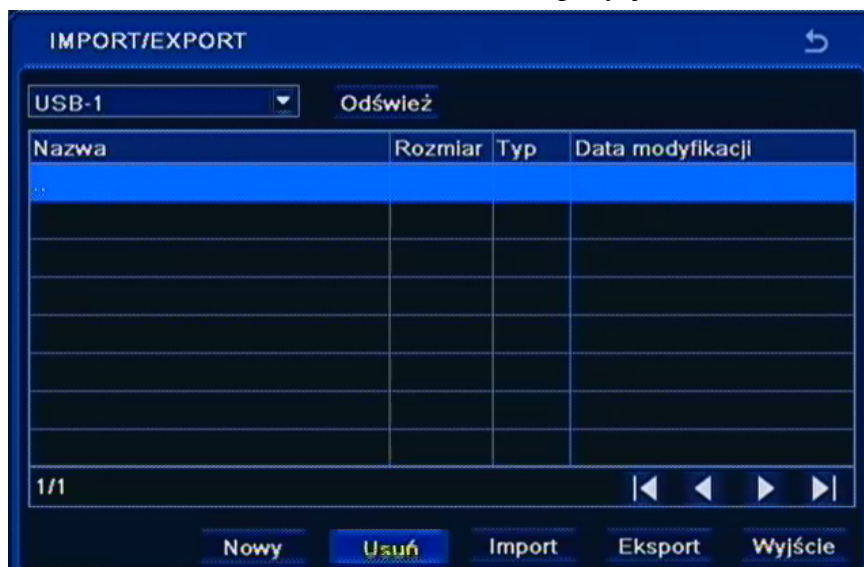 IMPORT/EXPORT
USB-1 Odśwież
Nazwa Rozmiar Typ Data modyfikacji
..
1/1
Nowy Usuń Import Eksport Wyjście